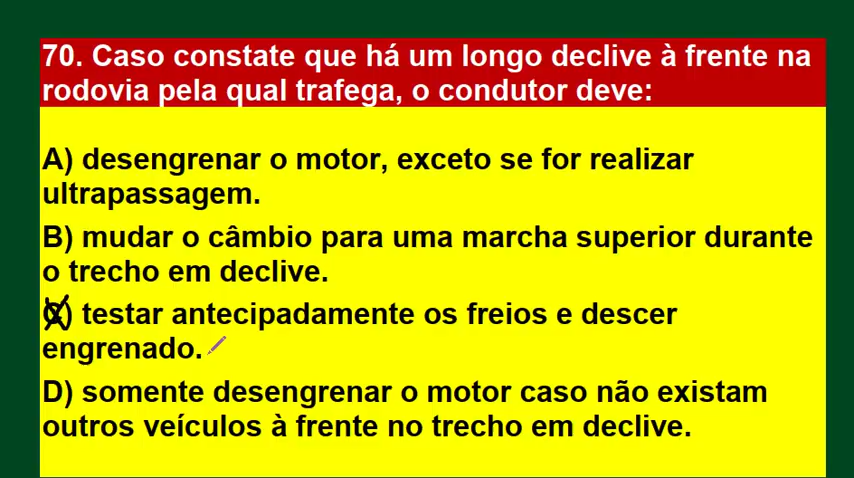 70. Caso constate que há um longo declive à frente na
rodovia pela qual trafega, o condutor deve:
A) desengrenar o motor, exceto se for realizar
ultrapassagem.
B) mudar o câmbio para uma marcha superior durante
o trecho em declive.
C) testar antecipadamente os freios e descer
engrenado.
D) somente desengrenar o motor caso não existam
outros veículos à frente no trecho em declive.